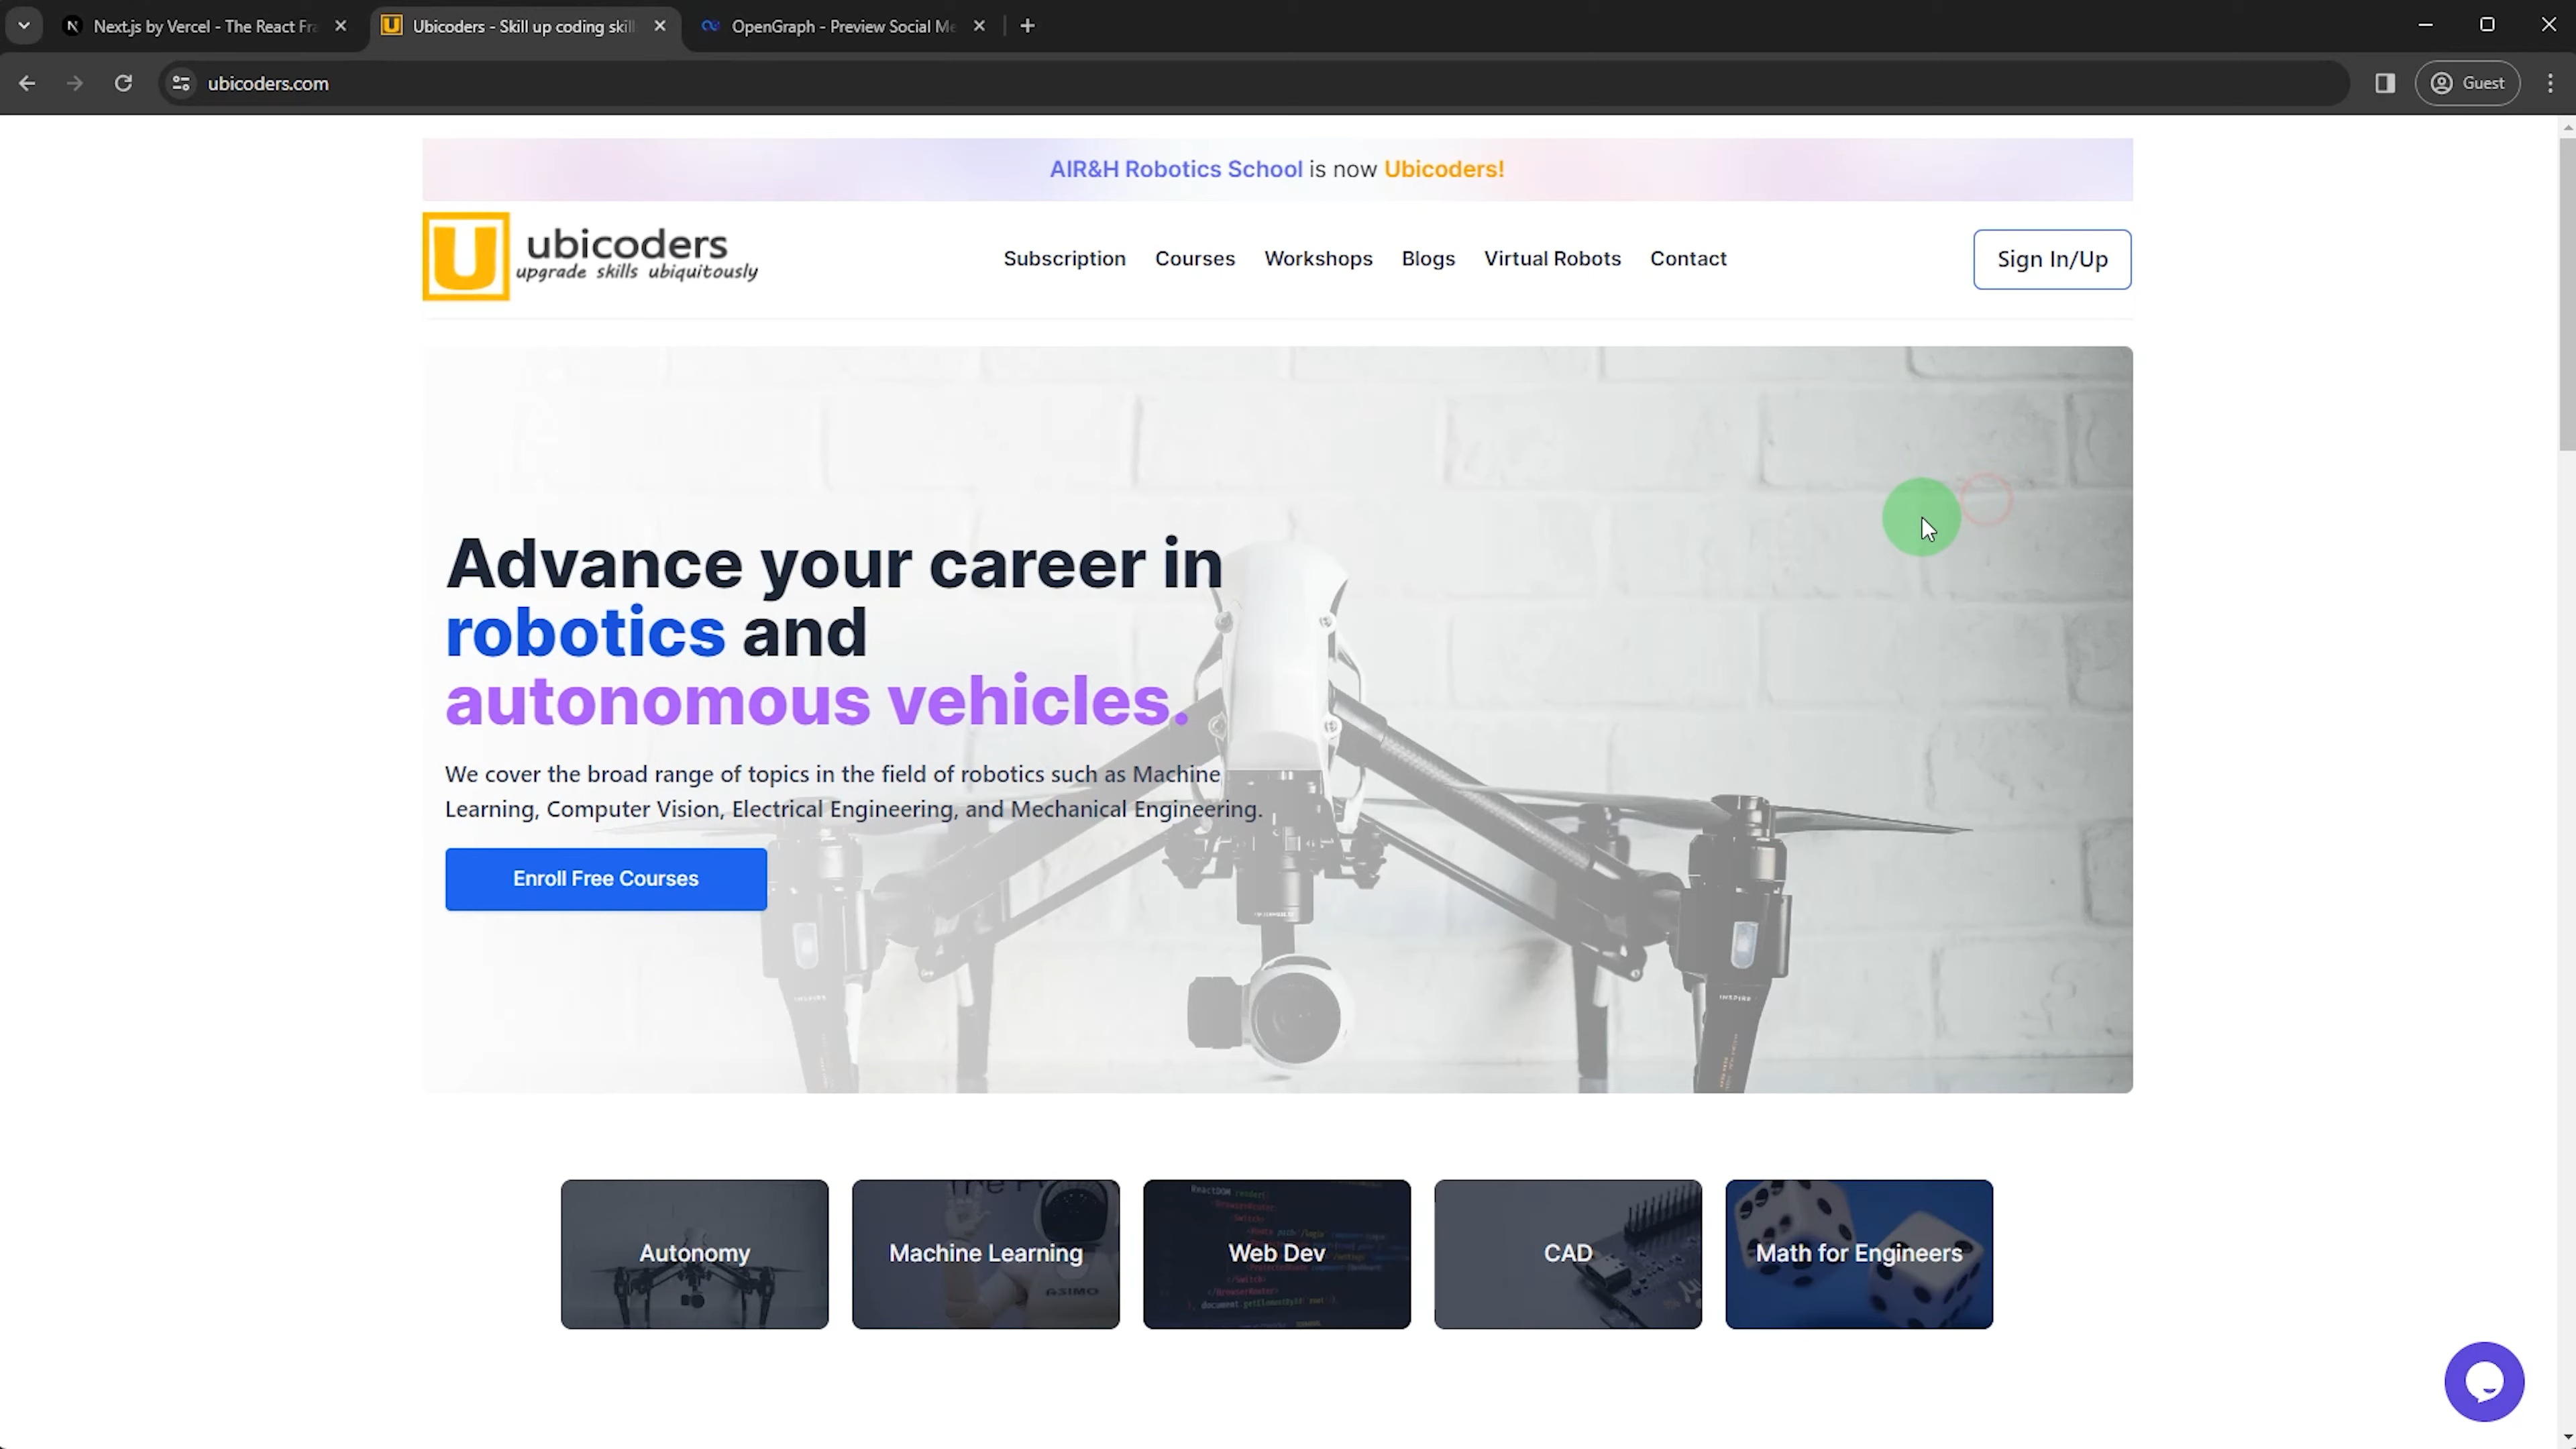 Next.js by Vercel - The React Fra
Ubicoders - Skill up coding skill
OpenGraph - Preview Social Me
ubicoders.com
Guest
AIR&H Robotics School is now Ubicoders!
U
ubicoders
upgrade skills ubiquitously
Subscription
Courses
Workshops
Blogs
Virtual Robots
Contact
Sign In/Up
Advance your career in
robotics and
autonomous vehicles.
We cover the broad range of topics in the field of robotics such as Machine
Learning, Computer Vision, Electrical Engineering, and Mechanical Engineering.
Enroll Free Courses
INSPIRE
INSPIRE
Autonomy
Machine Learning
ASIMO
Web Dev
CAD
Math for Engineers